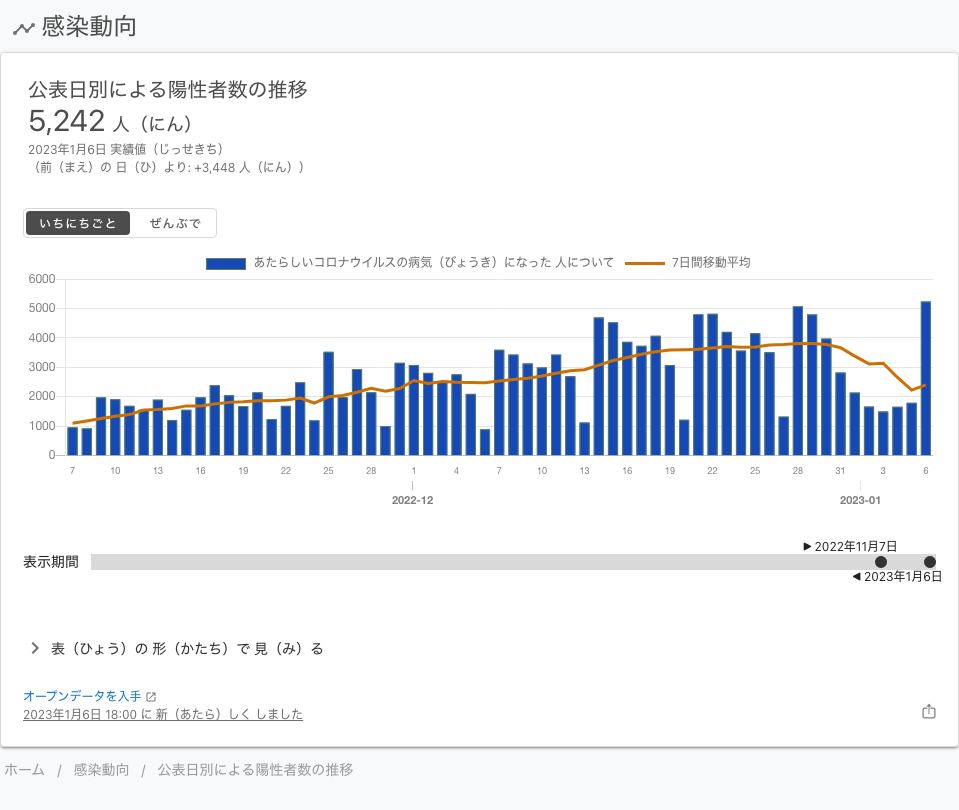 感染動向
公表日別による陽性者数の推移
5,242 人（にん）
2023年1月6日 実績値（じっせきち）
（前（まえ）の 日（ひ）より: +3,448 人（にん））
いちにちごと ぜんぶで
あたらしいコロナウイルスの病気（びょうき）になった 人について 7日間移動平均
6000
5000
4000
3000
2000
1000
0
7 10 13 16 19 22 25 28 1 4 7 10 13 16 19 22 25 28 31 3 6
2022-12 2023-01
▶ 2022年11月7日
表示期間
◀ 2023年1月6日
表（ひょう）の 形（かたち）で 見（み）る
オープンデータを入手
2023年1月6日 18:00 に 新（あたら）しく しました
ホーム / 感染動向 / 公表日別による陽性者数の推移